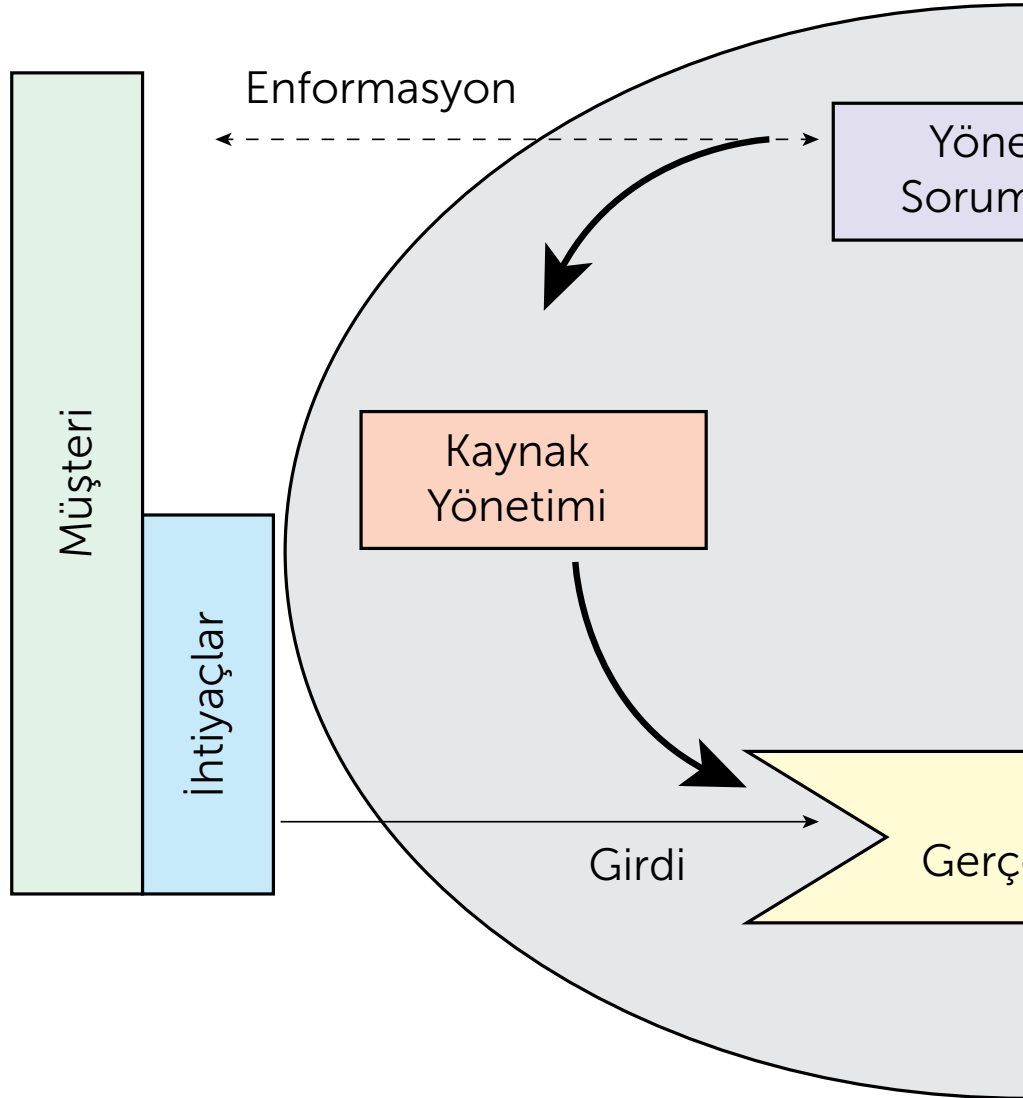 Enformasyon
Yöne
Sorum
Müşteri
Kaynak
Yönetimi
İhtiyaçlar
Girdi
Gerç